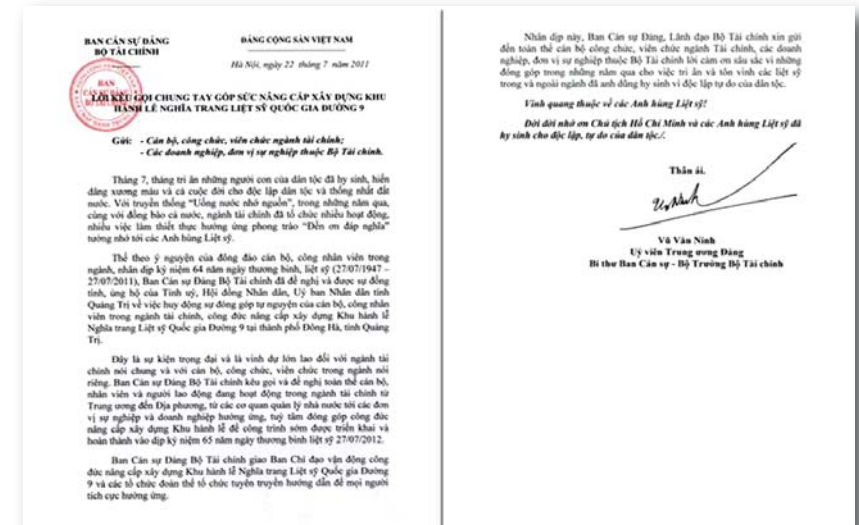 BAN CÁN SỰ ĐẢNG
BỘ TÀI CHÍNH
ĐẢNG CỘNG SẢN VIỆT NAM
Hà Nội, ngày 22 tháng 7 năm 2011
BAN
LỜI KÊU GỌI CHUNG TAY GÓP SỨC NÂNG CẤP XÂY DỰNG KHU
HÀNH LỄ NGHĨA TRANG LIỆT SỸ QUỐC GIA ĐƯỜNG 9
Gửi: - Cán bộ, công chức, viên chức ngành tài chính;
- Các doanh nghiệp, đơn vị sự nghiệp thuộc Bộ Tài chính.
Tháng 7, tháng tri ân những người con của dân tộc đã hy sinh, hiến
dâng xương máu và cả cuộc đời cho độc lập dân tộc và thống nhất đất
nước. Với truyền thống "Uống nước nhớ nguồn", trong những năm qua,
cùng với đồng bào cả nước, ngành tài chính đã tổ chức nhiều hoạt động,
nhiều việc làm thiết thực hưởng ứng phong trào "Đền ơn đáp nghĩa"
tưởng nhớ tới các Anh hùng Liệt sỹ.
Thể theo ý nguyện của đông đảo cán bộ, công nhân viên trong
ngành, nhân dịp kỷ niệm 64 năm ngày thương binh, liệt sỹ (27/07/1947 –
27/07/2011), Ban Cán sự Đảng Bộ Tài chính đã đề nghị và được sự đồng
tình, ủng hộ của Tỉnh uỷ, Hội đồng Nhân dân, Uỷ ban Nhân dân tỉnh
Quảng Trị về việc huy động sự đóng góp tự nguyện của cán bộ, công nhân
viên trong ngành tài chính, công đức nâng cấp xây dựng Khu hành lễ
Nghĩa trang Liệt sỹ Quốc gia Đường 9 tại thành phố Đông Hà, tỉnh Quảng
Trị.
Đây là sự kiện trọng đại và là vinh dự lớn lao đối với ngành tài
chính nói chung và với cán bộ, công chức, viên chức trong ngành nói
riêng. Ban Cán sự Đảng Bộ Tài chính kêu gọi và đề nghị toàn thể cán bộ,
nhân viên và người lao động đang hoạt động trong ngành tài chính từ
Trung ương đến Địa phương, từ các cơ quan quản lý nhà nước tới các đơn
vị sự nghiệp và doanh nghiệp hưởng ứng, tuỳ tâm đóng góp công đức
nâng cấp xây dựng Khu hành lễ để công trình sớm được triển khai và
hoàn thành vào dịp kỷ niệm 65 năm ngày thương binh liệt sỹ 27/07/2012.
Ban Cán sự Đảng Bộ Tài chính giao Ban Chỉ đạo vận động công
đức nâng cấp xây dựng Khu hành lễ Nghĩa trang Liệt sỹ Quốc gia Đường
9 và các tổ chức đoàn thể tổ chức tuyên truyền hướng dẫn để mọi người
tích cực hưởng ứng.
Nhân dịp này, Ban Cán sự Đảng, Lãnh đạo Bộ Tài chính xin gửi
đến toàn thể cán bộ công chức, viên chức ngành Tài chính, các doanh
nghiệp, đơn vị sự nghiệp thuộc Bộ Tài chính lời cảm ơn sâu sắc vì những
đóng góp trong những năm qua cho việc tri ân và tôn vinh các liệt sỹ
trong và ngoài ngành đã anh dũng hy sinh vì độc lập tự do của dân tộc.
Vinh quang thuộc về các Anh hùng Liệt sỹ!
Đời đời nhớ ơn Chủ tịch Hồ Chí Minh và các Anh hùng Liệt sỹ đã
hy sinh cho độc lập, tự do của dân tộc./.
Thân ái.
Vũ Văn Ninh
Uỷ viên Trung ương Đảng
Bí thư Ban Cán sự - Bộ Trưởng Bộ Tài chính